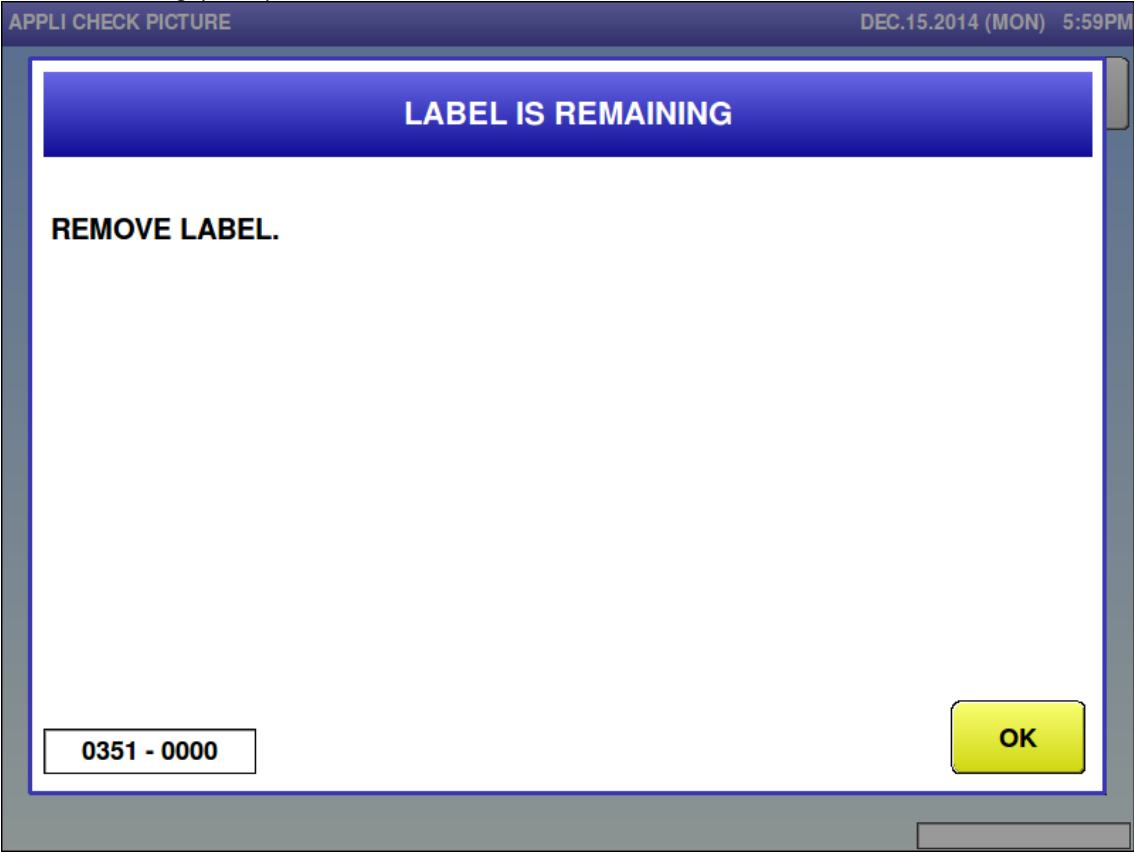 APPLI CHECK PICTURE DEC.15.2014 (MON) 5:59PM
LABEL IS REMAINING
REMOVE LABEL.
0351 - 0000
OK